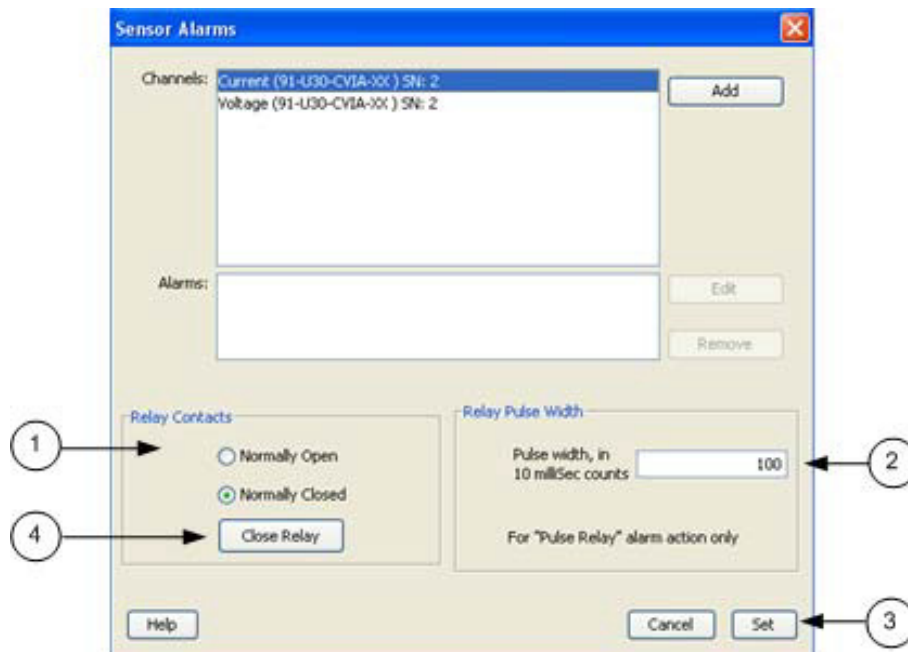 Sensor Alarms
Channels:
Current (91-U30-CVIA-XX ) SN: 2
Voltage (91-U30-CVIA-XX ) SN: 2
Add
Alarms:
Edit
Remove
Relay Contacts
1
Normally Open
Normally Closed
4
Close Relay
Relay Pulse Width
Pulse width, in
10 milliSec counts
100
2
For "Pulse Relay" alarm action only
Help
Cancel
Set
3